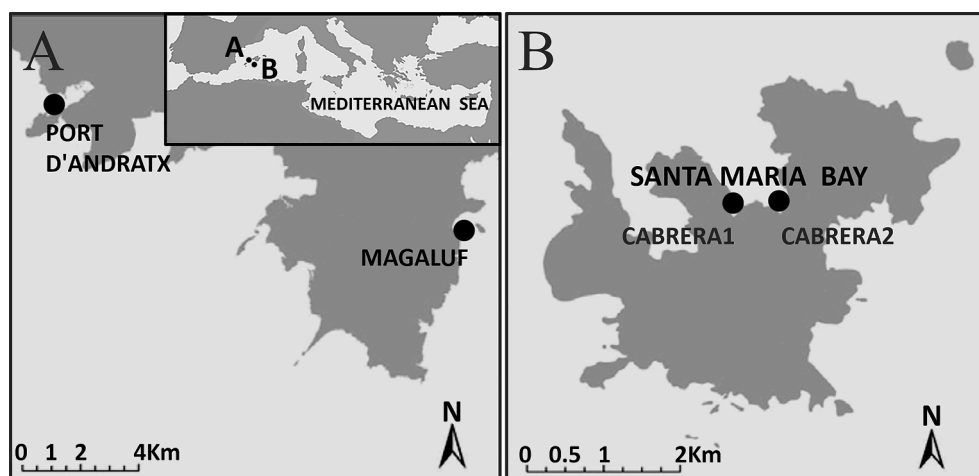 A
A
B
MEDITERRANEAN SEA
PORT
D'ANDRATX
MAGALUF
N
0 1 2 4Km
B
SANTA MARIA BAY
CABRERA1 CABRERA2
N
0 0.5 1 2Km